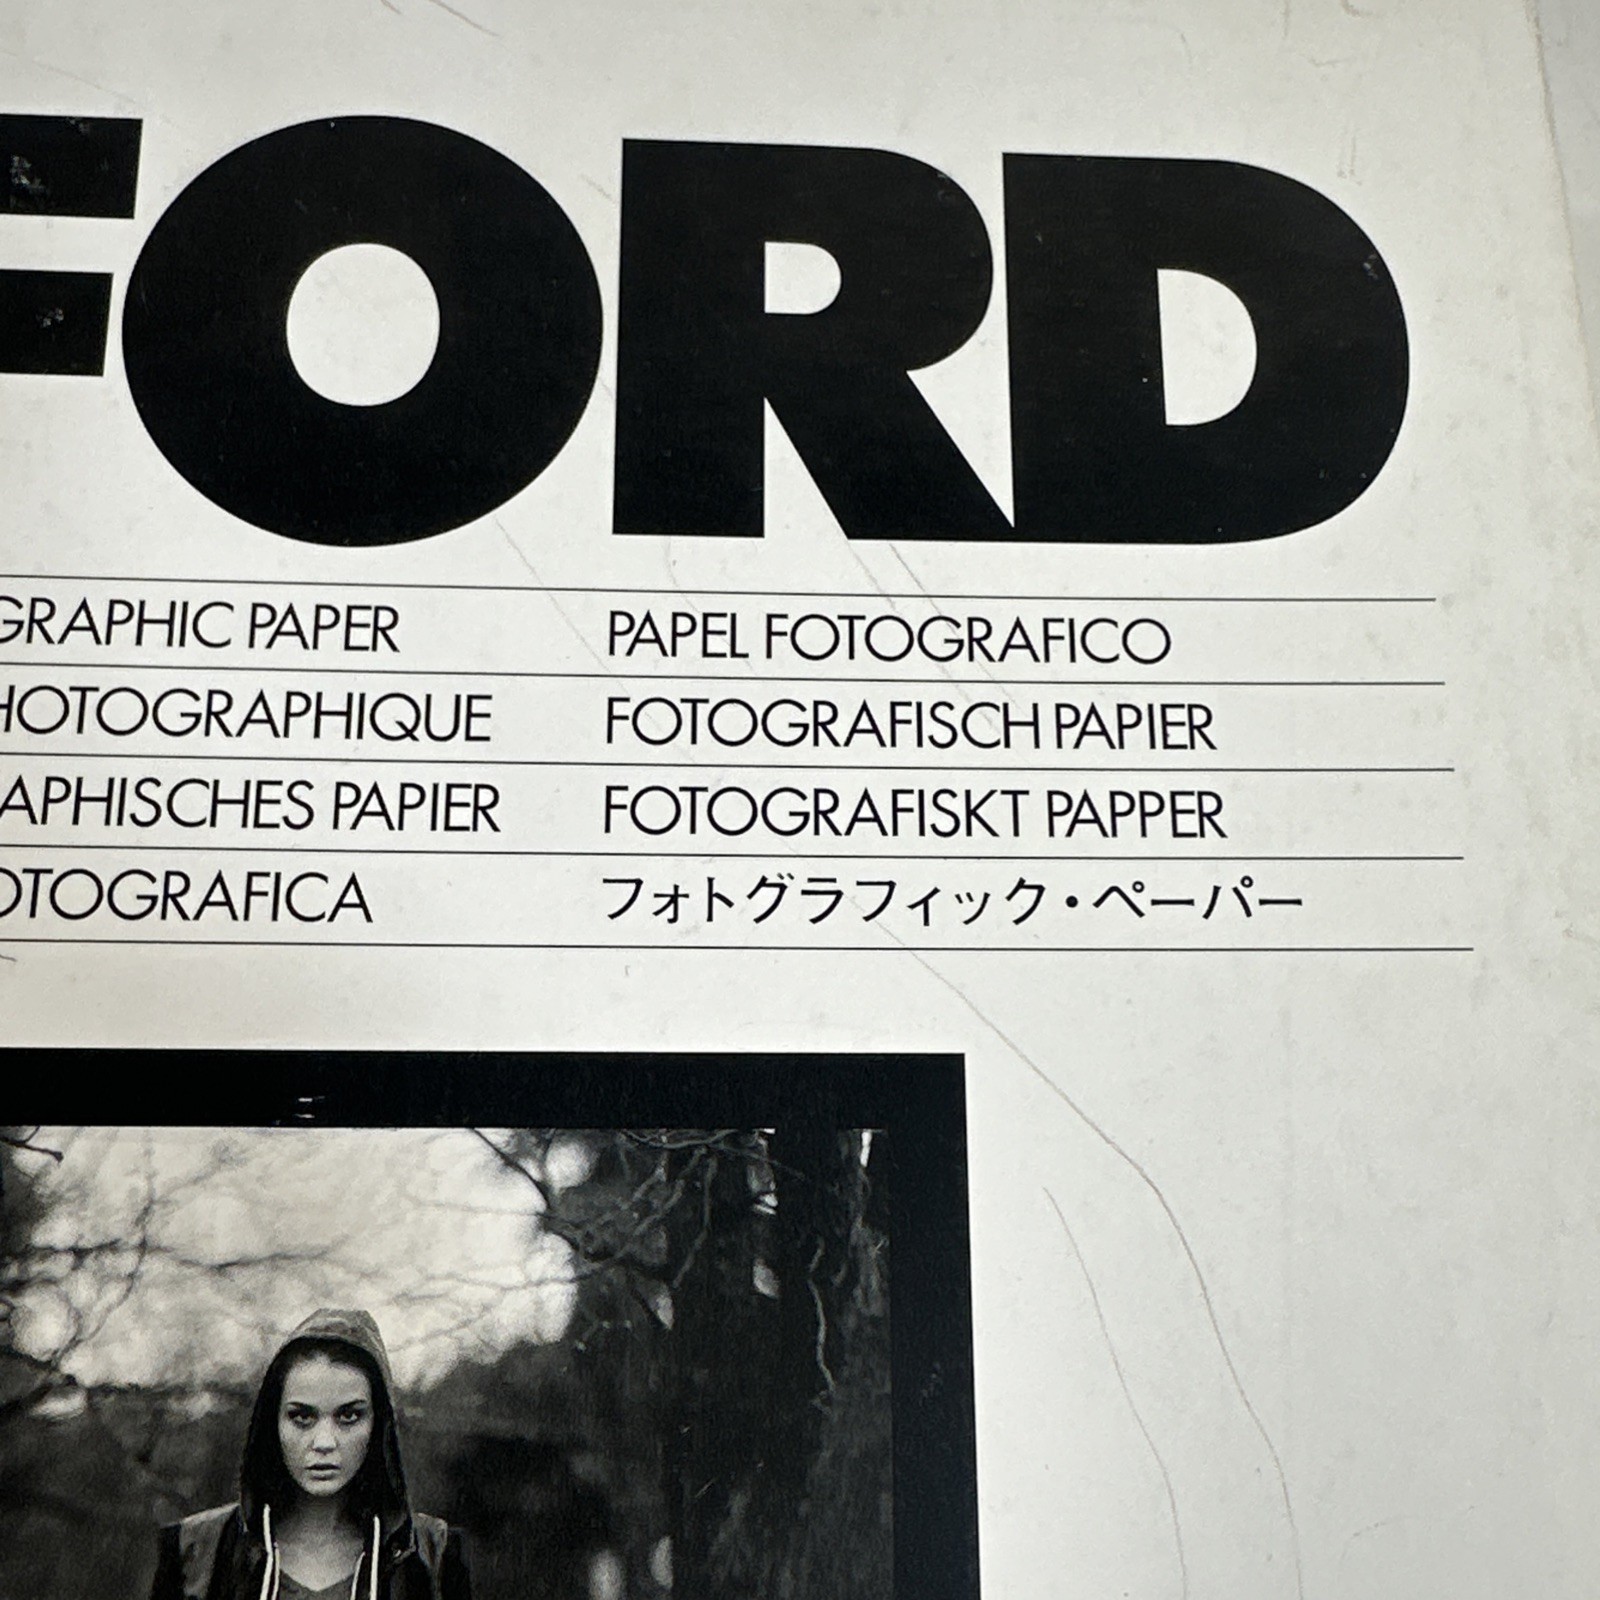 FORD
GRAPHIC PAPER PAPEL FOTOGRAFICO
HOTOGRAPHIQUE FOTOGRAFISCH PAPIER
APHISCHES PAPIER FOTOGRAFISKT PAPPER
OTOGRAFICA フォトグラフィック・ペーパー